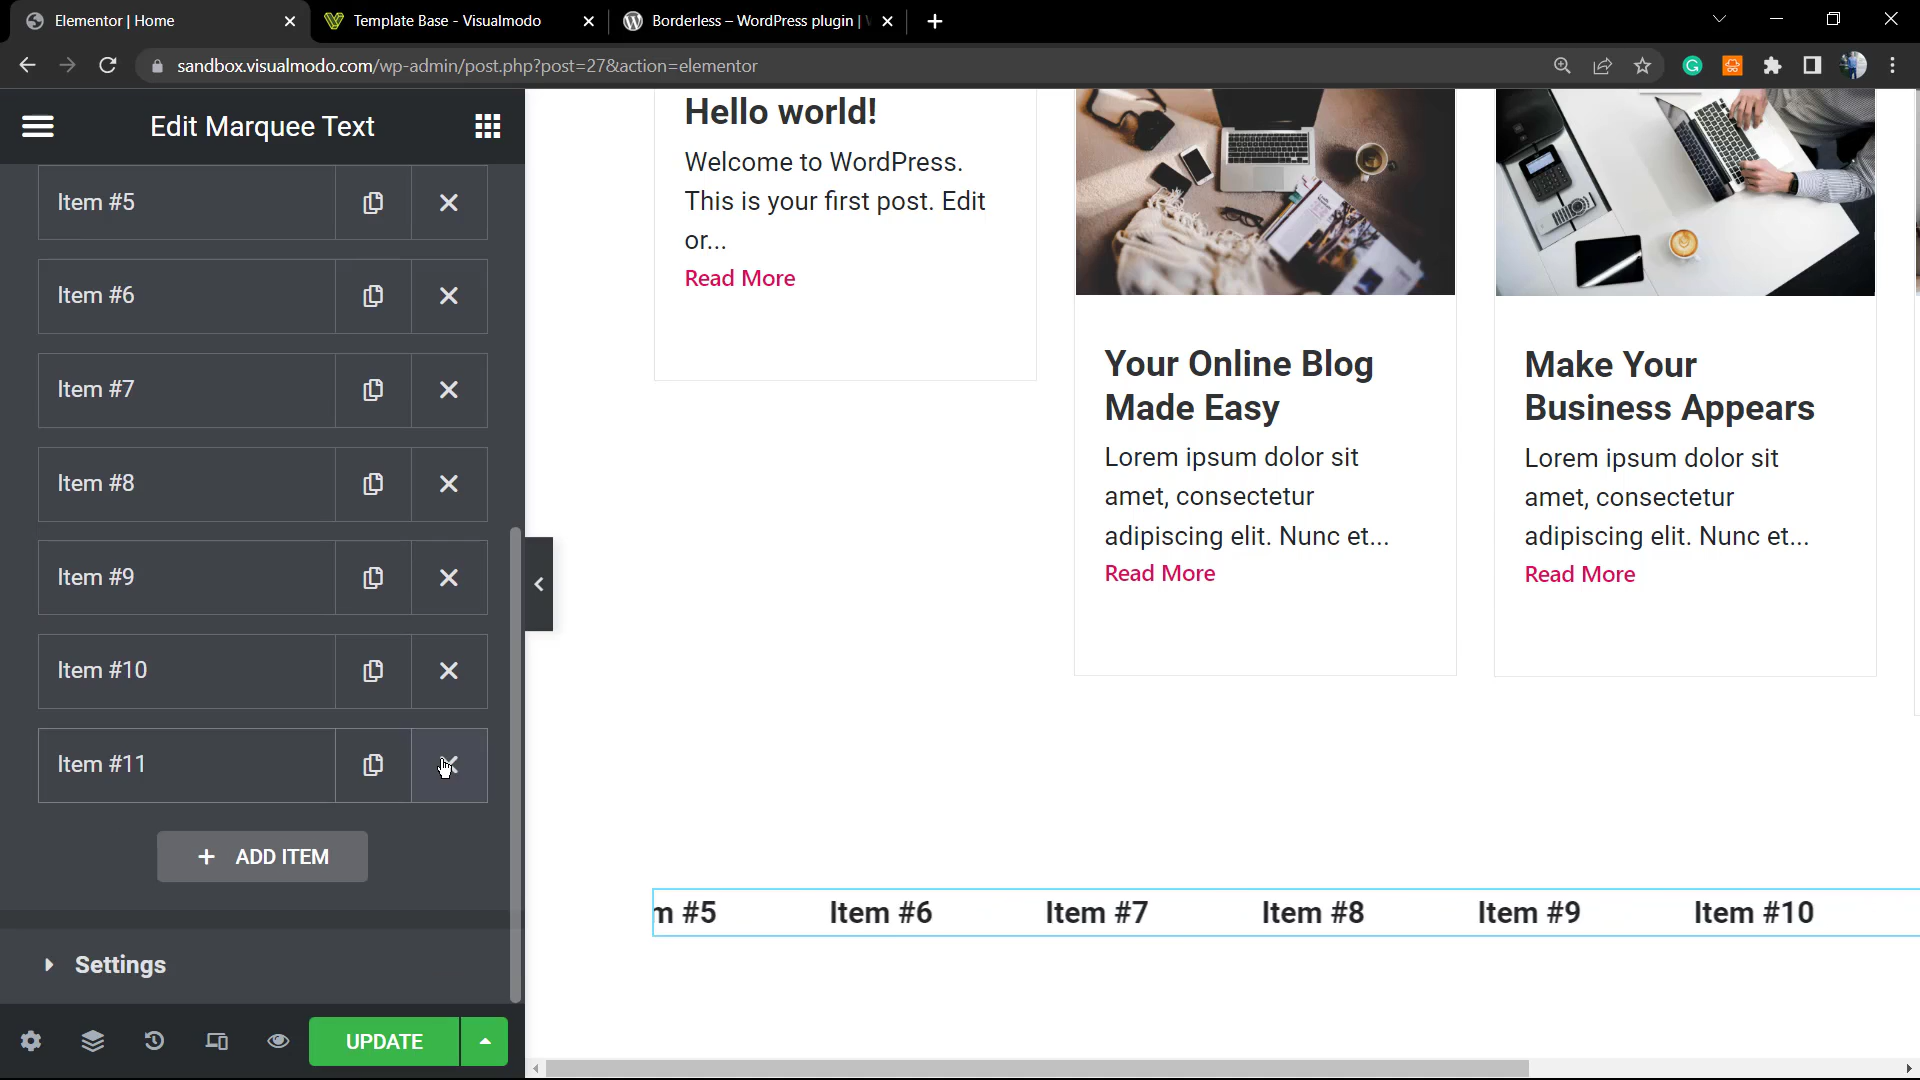 Elementor | Home
Template Base - Visualmodo
Borderless – WordPress plugin |
sandbox.visualmodo.com/wp-admin/post.php?post=27&action=elementor
Edit Marquee Text
Item #5
Item #6
Item #7
Item #8
Item #9
Item #10
Item #11
+ ADD ITEM
Settings
UPDATE
Hello world!
Welcome to WordPress.
This is your first post. Edit
or...
Read More
Your Online Blog
Made Easy
Lorem ipsum dolor sit
amet, consectetur
adipiscing elit. Nunc et...
Read More
Make Your
Business Appears
Lorem ipsum dolor sit
amet, consectetur
adipiscing elit. Nunc et...
Read More
m #5 Item #6 Item #7 Item #8 Item #9 Item #10